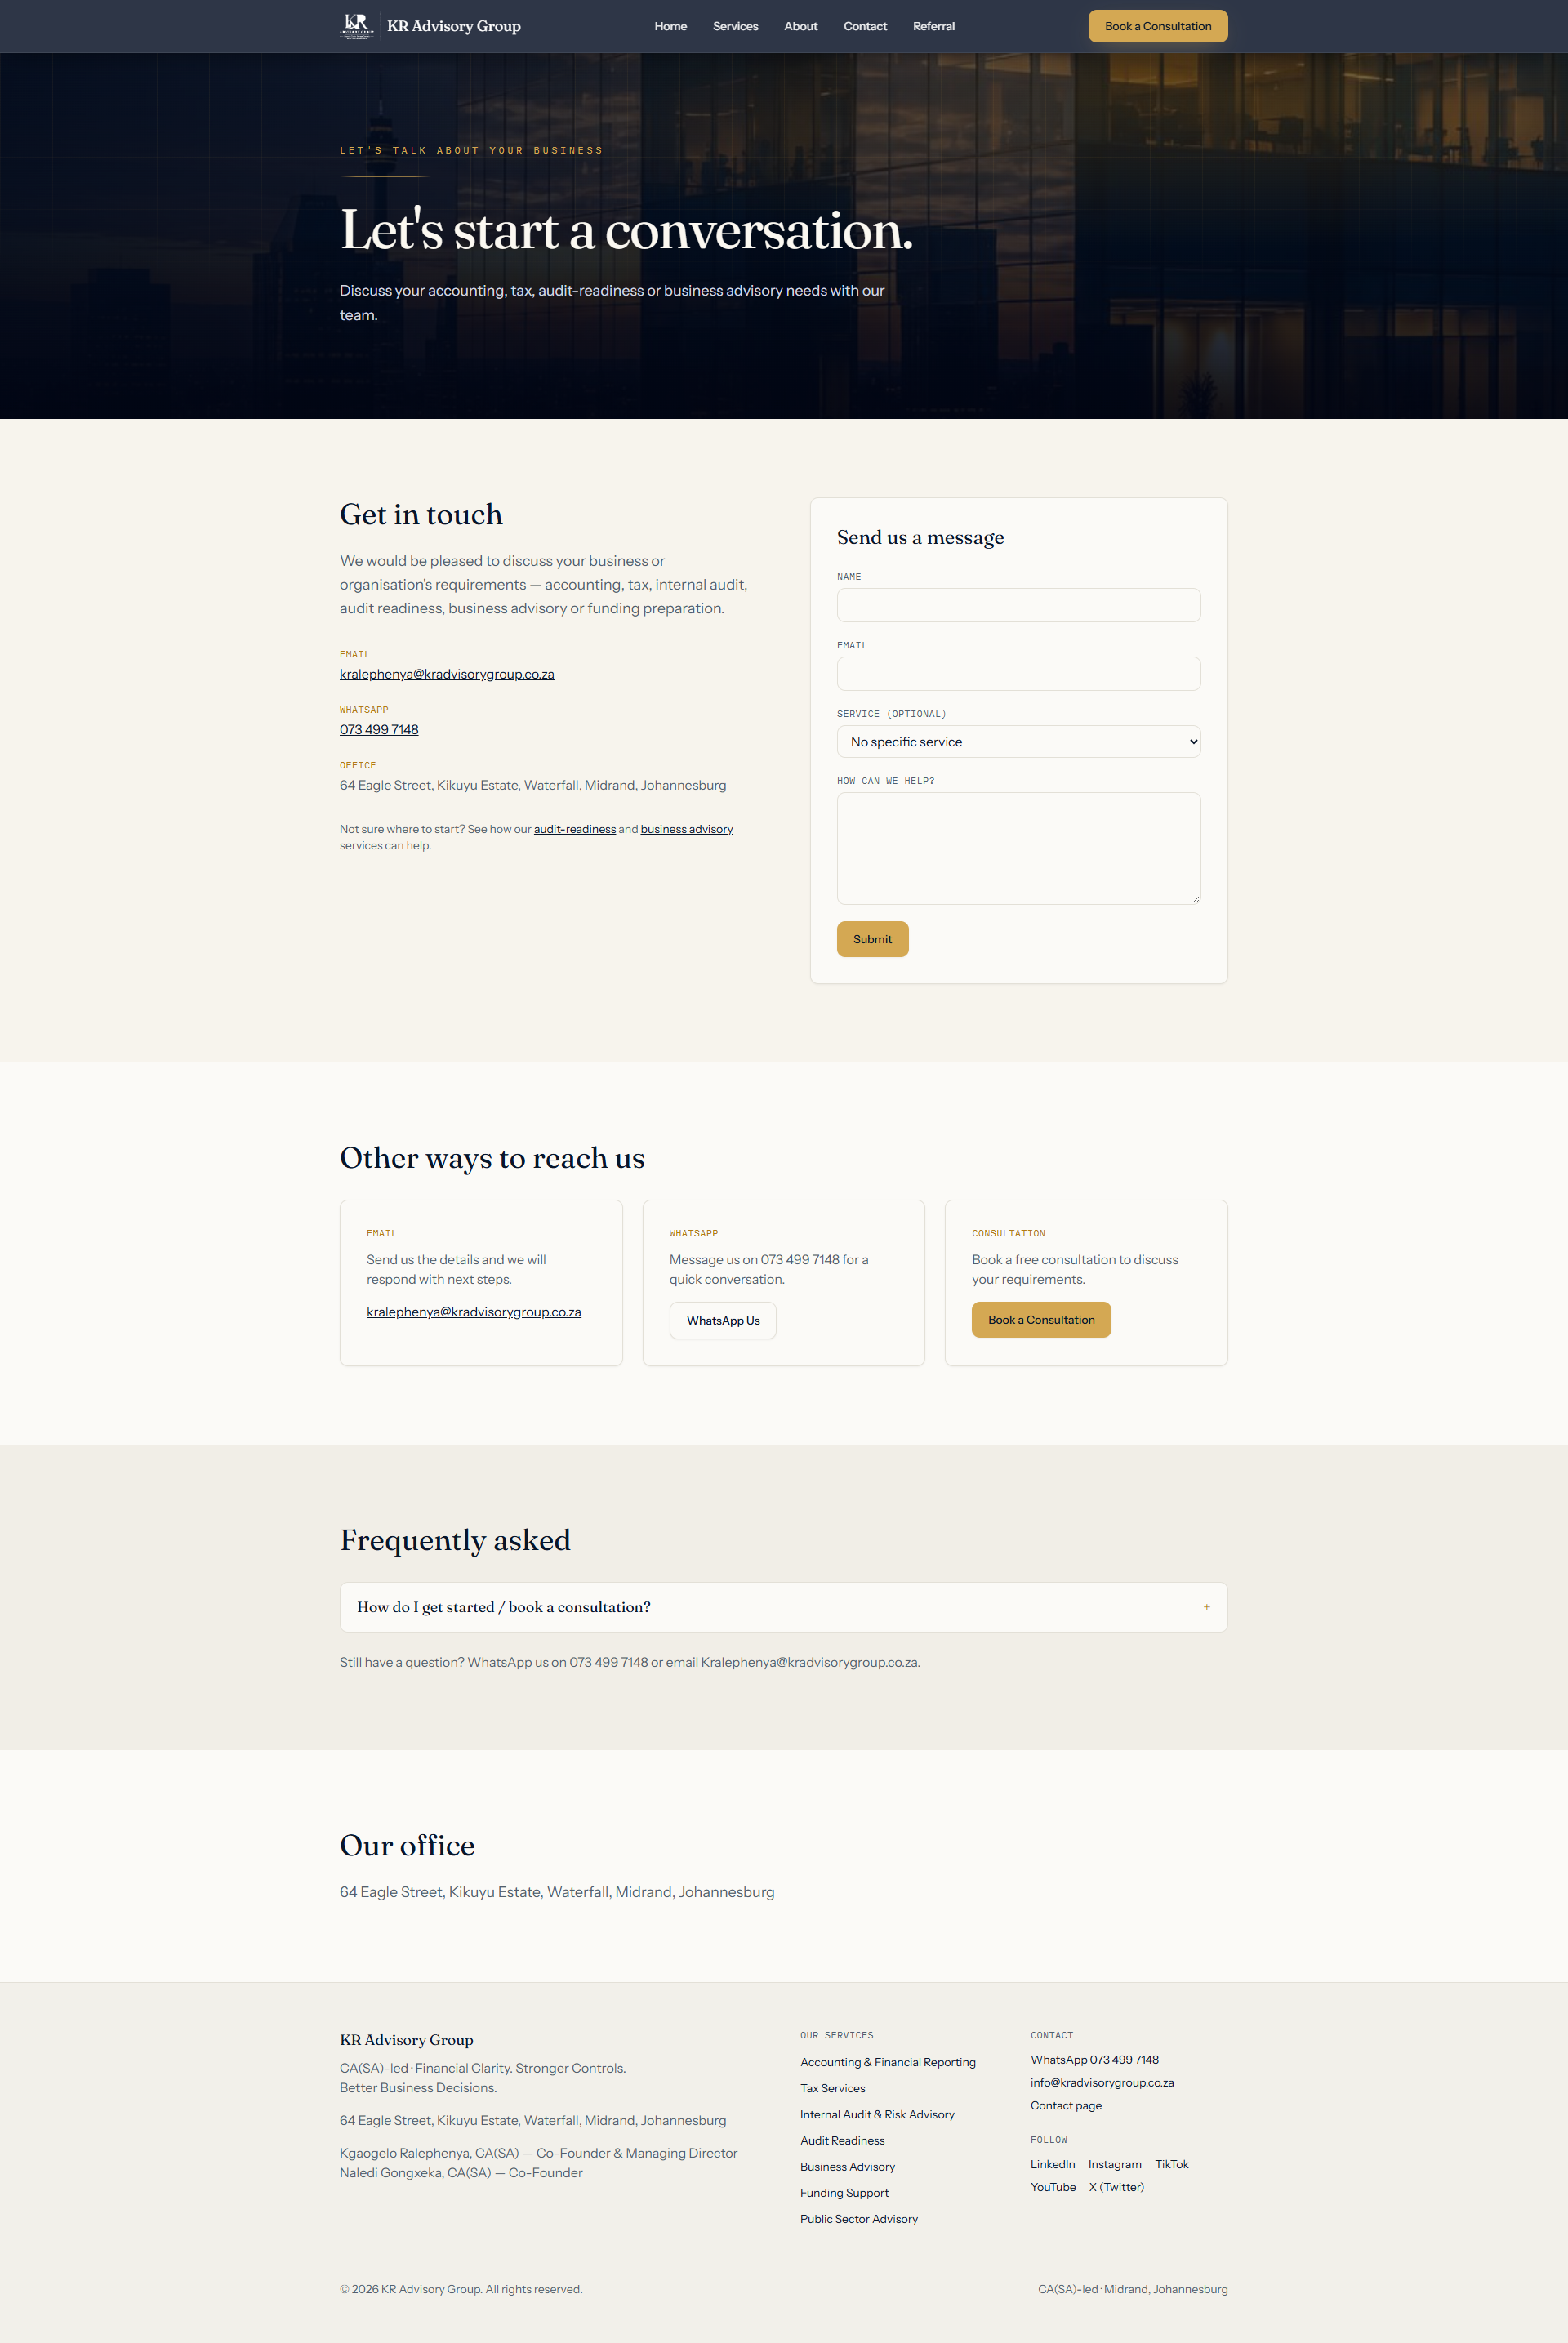 KR
KR Advisory Group
Home
Services
About
Contact
Referral
Book a Consultation
LET'S TALK ABOUT YOUR BUSINESS
Let's start a conversation.
Discuss your accounting, tax, audit-readiness or business advisory needs with our
team.
Get in touch
We would be pleased to discuss your business or
organisation's requirements — accounting, tax, internal audit,
audit readiness, business advisory or funding preparation.
EMAIL
kralephenya@kradvisorygroup.co.za
WHATSAPP
073 499 7148
OFFICE
64 Eagle Street, Kikuyu Estate, Waterfall, Midrand, Johannesburg
Not sure where to start? See how our audit-readiness and business advisory
services can help.
Send us a message
NAME
EMAIL
SERVICE (OPTIONAL)
No specific service
HOW CAN WE HELP?
Submit
Other ways to reach us
EMAIL
Send us the details and we will
respond with next steps.
kralephenya@kradvisorygroup.co.za
WHATSAPP
Message us on 073 499 7148 for a
quick conversation.
WhatsApp Us
CONSULTATION
Book a free consultation to discuss
your requirements.
Book a Consultation
Frequently asked
How do I get started / book a consultation?
+
Still have a question? WhatsApp us on 073 499 7148 or email Kralephenya@kradvisorygroup.co.za.
Our office
64 Eagle Street, Kikuyu Estate, Waterfall, Midrand, Johannesburg
KR Advisory Group
CA(SA)-led · Financial Clarity. Stronger Controls.
Better Business Decisions.
64 Eagle Street, Kikuyu Estate, Waterfall, Midrand, Johannesburg
Kgaogelo Ralephenya, CA(SA) — Co-Founder & Managing Director
Naledi Gongxeka, CA(SA) — Co-Founder
OUR SERVICES
Accounting & Financial Reporting
Tax Services
Internal Audit & Risk Advisory
Audit Readiness
Business Advisory
Funding Support
Public Sector Advisory
CONTACT
WhatsApp 073 499 7148
info@kradvisorygroup.co.za
Contact page
FOLLOW
LinkedIn
Instagram
TikTok
YouTube
X (Twitter)
© 2026 KR Advisory Group. All rights reserved.
CA(SA)-led · Midrand, Johannesburg